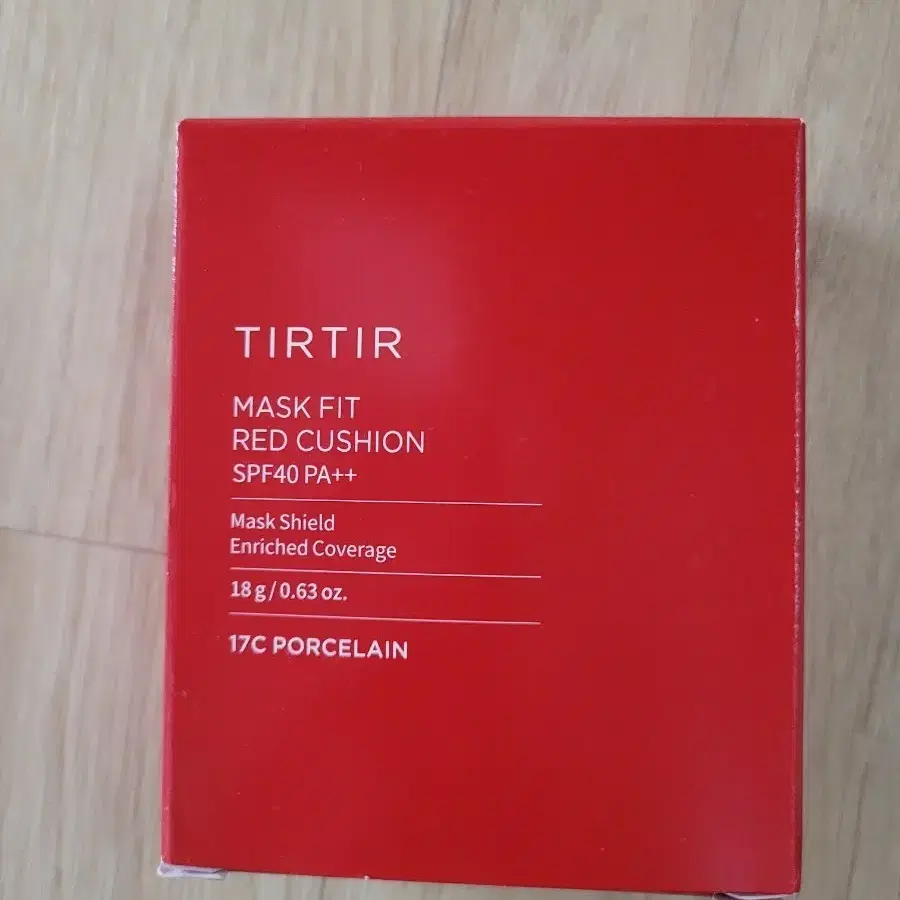 TIRTIR
MASK FIT
RED CUSHION
SPF40 PA++
Mask Shield
Enriched Coverage
18 g / 0.63 oz.
17C PORCELAIN